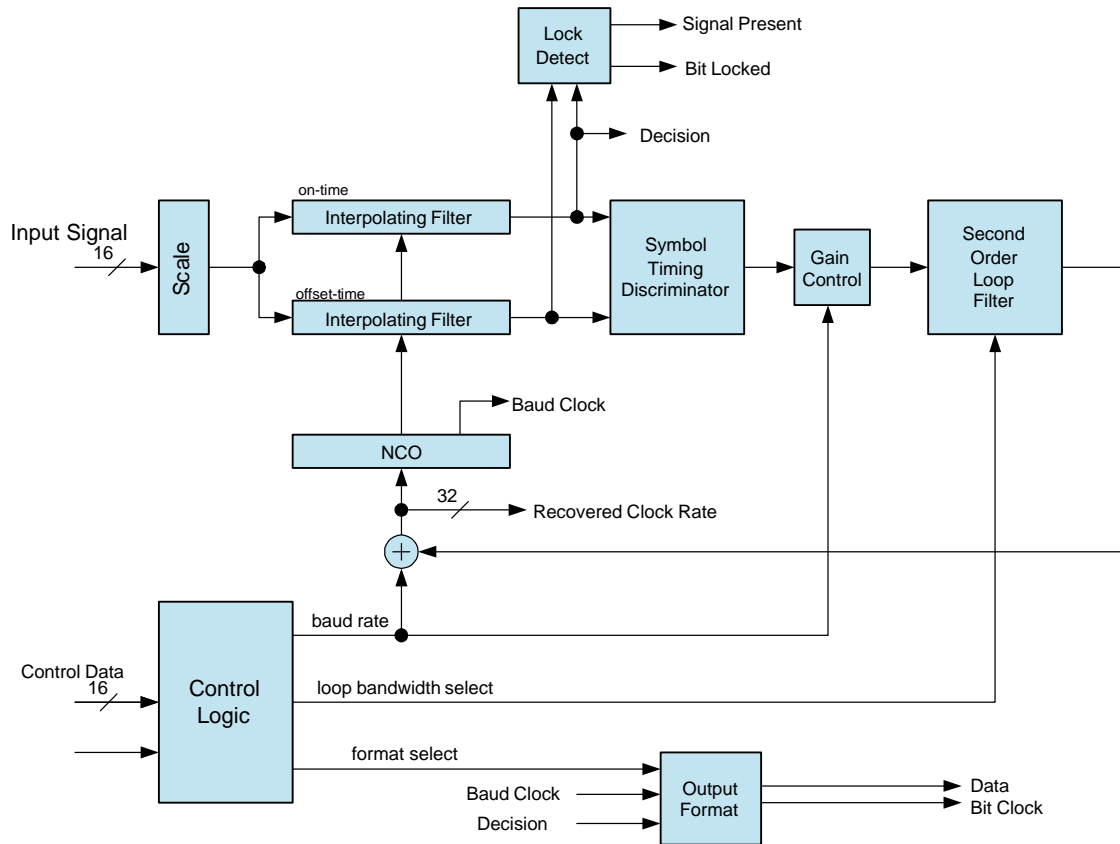 Lock
Detect
Signal Present
Bit Locked
Decision
on-time
Interpolating Filter
Input Signal
16
Scale
offset-time
Interpolating Filter
Symbol
Timing
Discriminator
Gain
Control
Second
Order
Loop
Filter
Baud Clock
NCO
32
Recovered Clock Rate
+
baud rate
Control Data
16
Control
Logic
loop bandwidth select
format select
Baud Clock
Decision
Output
Format
Data
Bit Clock